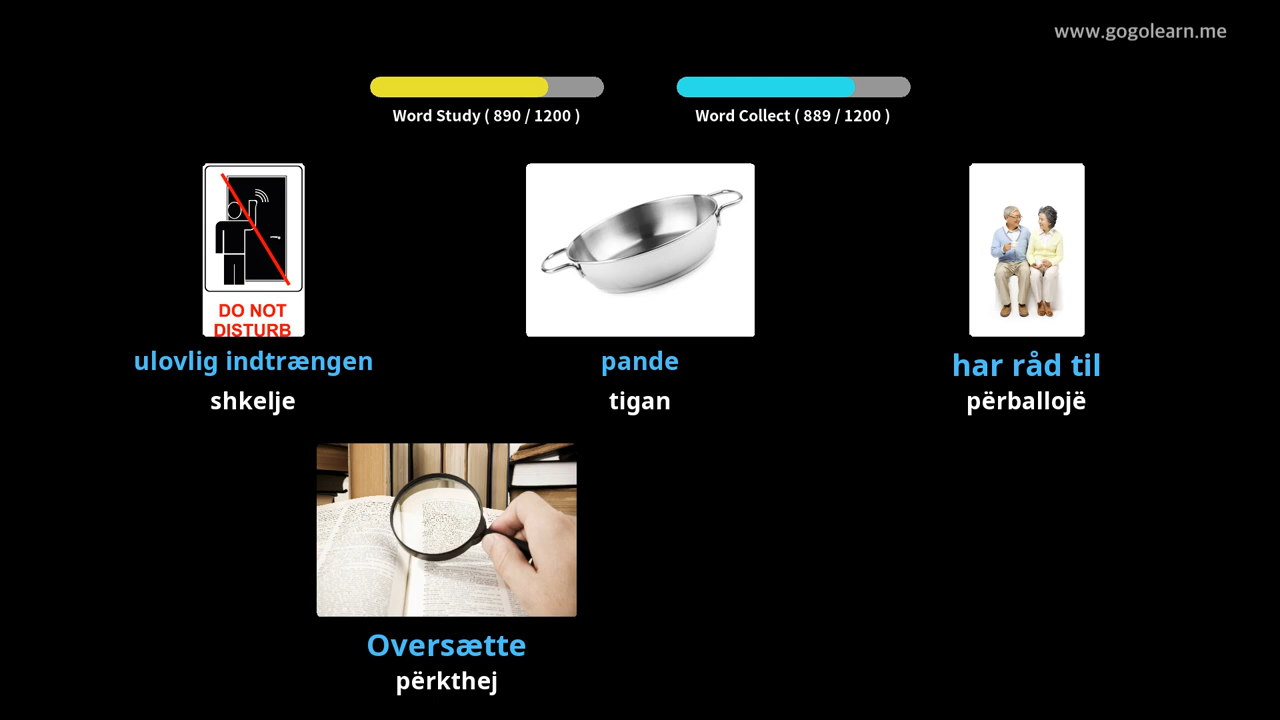 www.gogolearn.me
Word Study ( 890 / 1200 )
Word Collect ( 889 / 1200 )
DO NOT
DISTURB
ulovlig indtrængen
shkelje
pande
tigan
har råd til
përballojë
Oversætte
përkthej